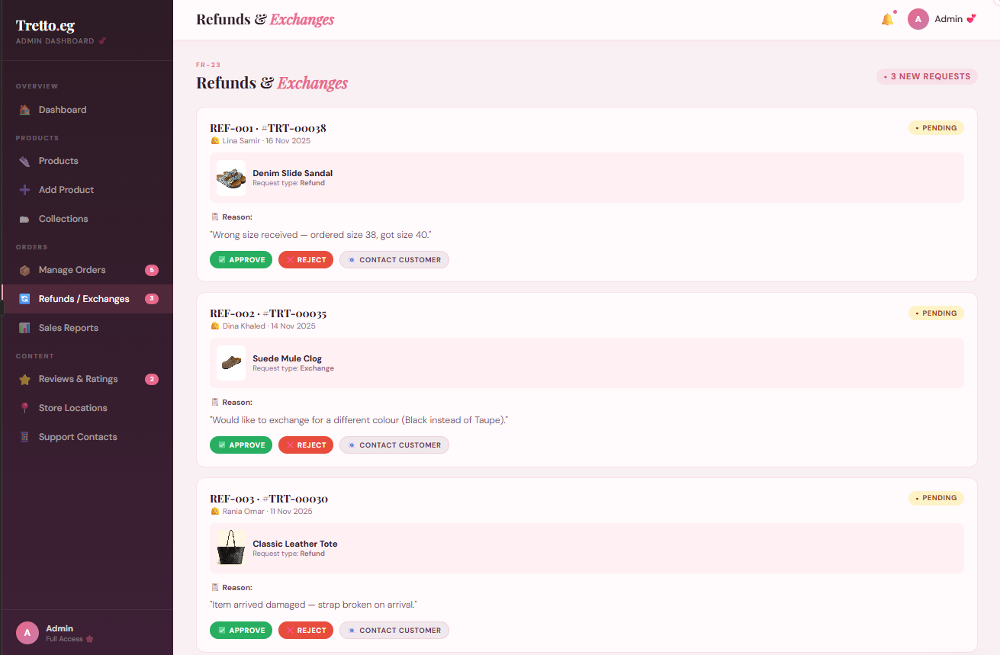 Tretto.eg
ADMIN DASHBOARD
OVERVIEW
Dashboard
PRODUCTS
Products
Add Product
Collections
ORDERS
Manage Orders 5
Refunds / Exchanges 3
Sales Reports
CONTENT
Reviews & Ratings 2
Store Locations
Support Contacts
A Admin
Full Access
Refunds & Exchanges
A Admin
FR-23
Refunds & Exchanges
• 3 NEW REQUESTS
REF-001 · #TRT-00038
• PENDING
Lina Samir · 16 Nov 2025
Denim Slide Sandal
Request type: Refund
Reason:
"Wrong size received — ordered size 38, got size 40."
APPROVE REJECT CONTACT CUSTOMER
REF-002 · #TRT-00035
• PENDING
Dina Khaled · 14 Nov 2025
Suede Mule Clog
Request type: Exchange
Reason:
"Would like to exchange for a different colour (Black instead of Taupe)."
APPROVE REJECT CONTACT CUSTOMER
REF-003 · #TRT-00030
• PENDING
Rania Omar · 11 Nov 2025
Classic Leather Tote
Request type: Refund
Reason:
"Item arrived damaged — strap broken on arrival."
APPROVE REJECT CONTACT CUSTOMER